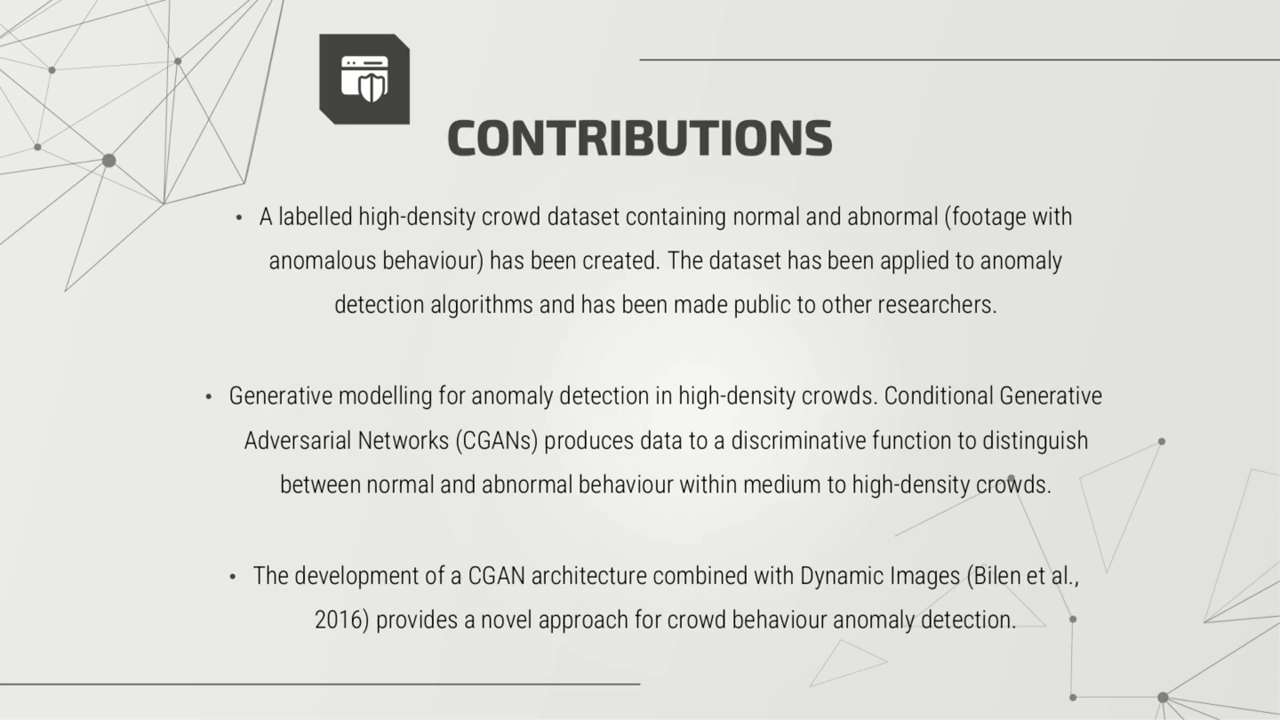 CONTRIBUTIONS
• A labelled high-density crowd dataset containing normal and abnormal (footage with
anomalous behaviour) has been created. The dataset has been applied to anomaly
detection algorithms and has been made public to other researchers.
• Generative modelling for anomaly detection in high-density crowds. Conditional Generative
Adversarial Networks (CGANs) produces data to a discriminative function to distinguish
between normal and abnormal behaviour within medium to high-density crowds.
• The development of a CGAN architecture combined with Dynamic Images (Bilen et al.,
2016) provides a novel approach for crowd behaviour anomaly detection.